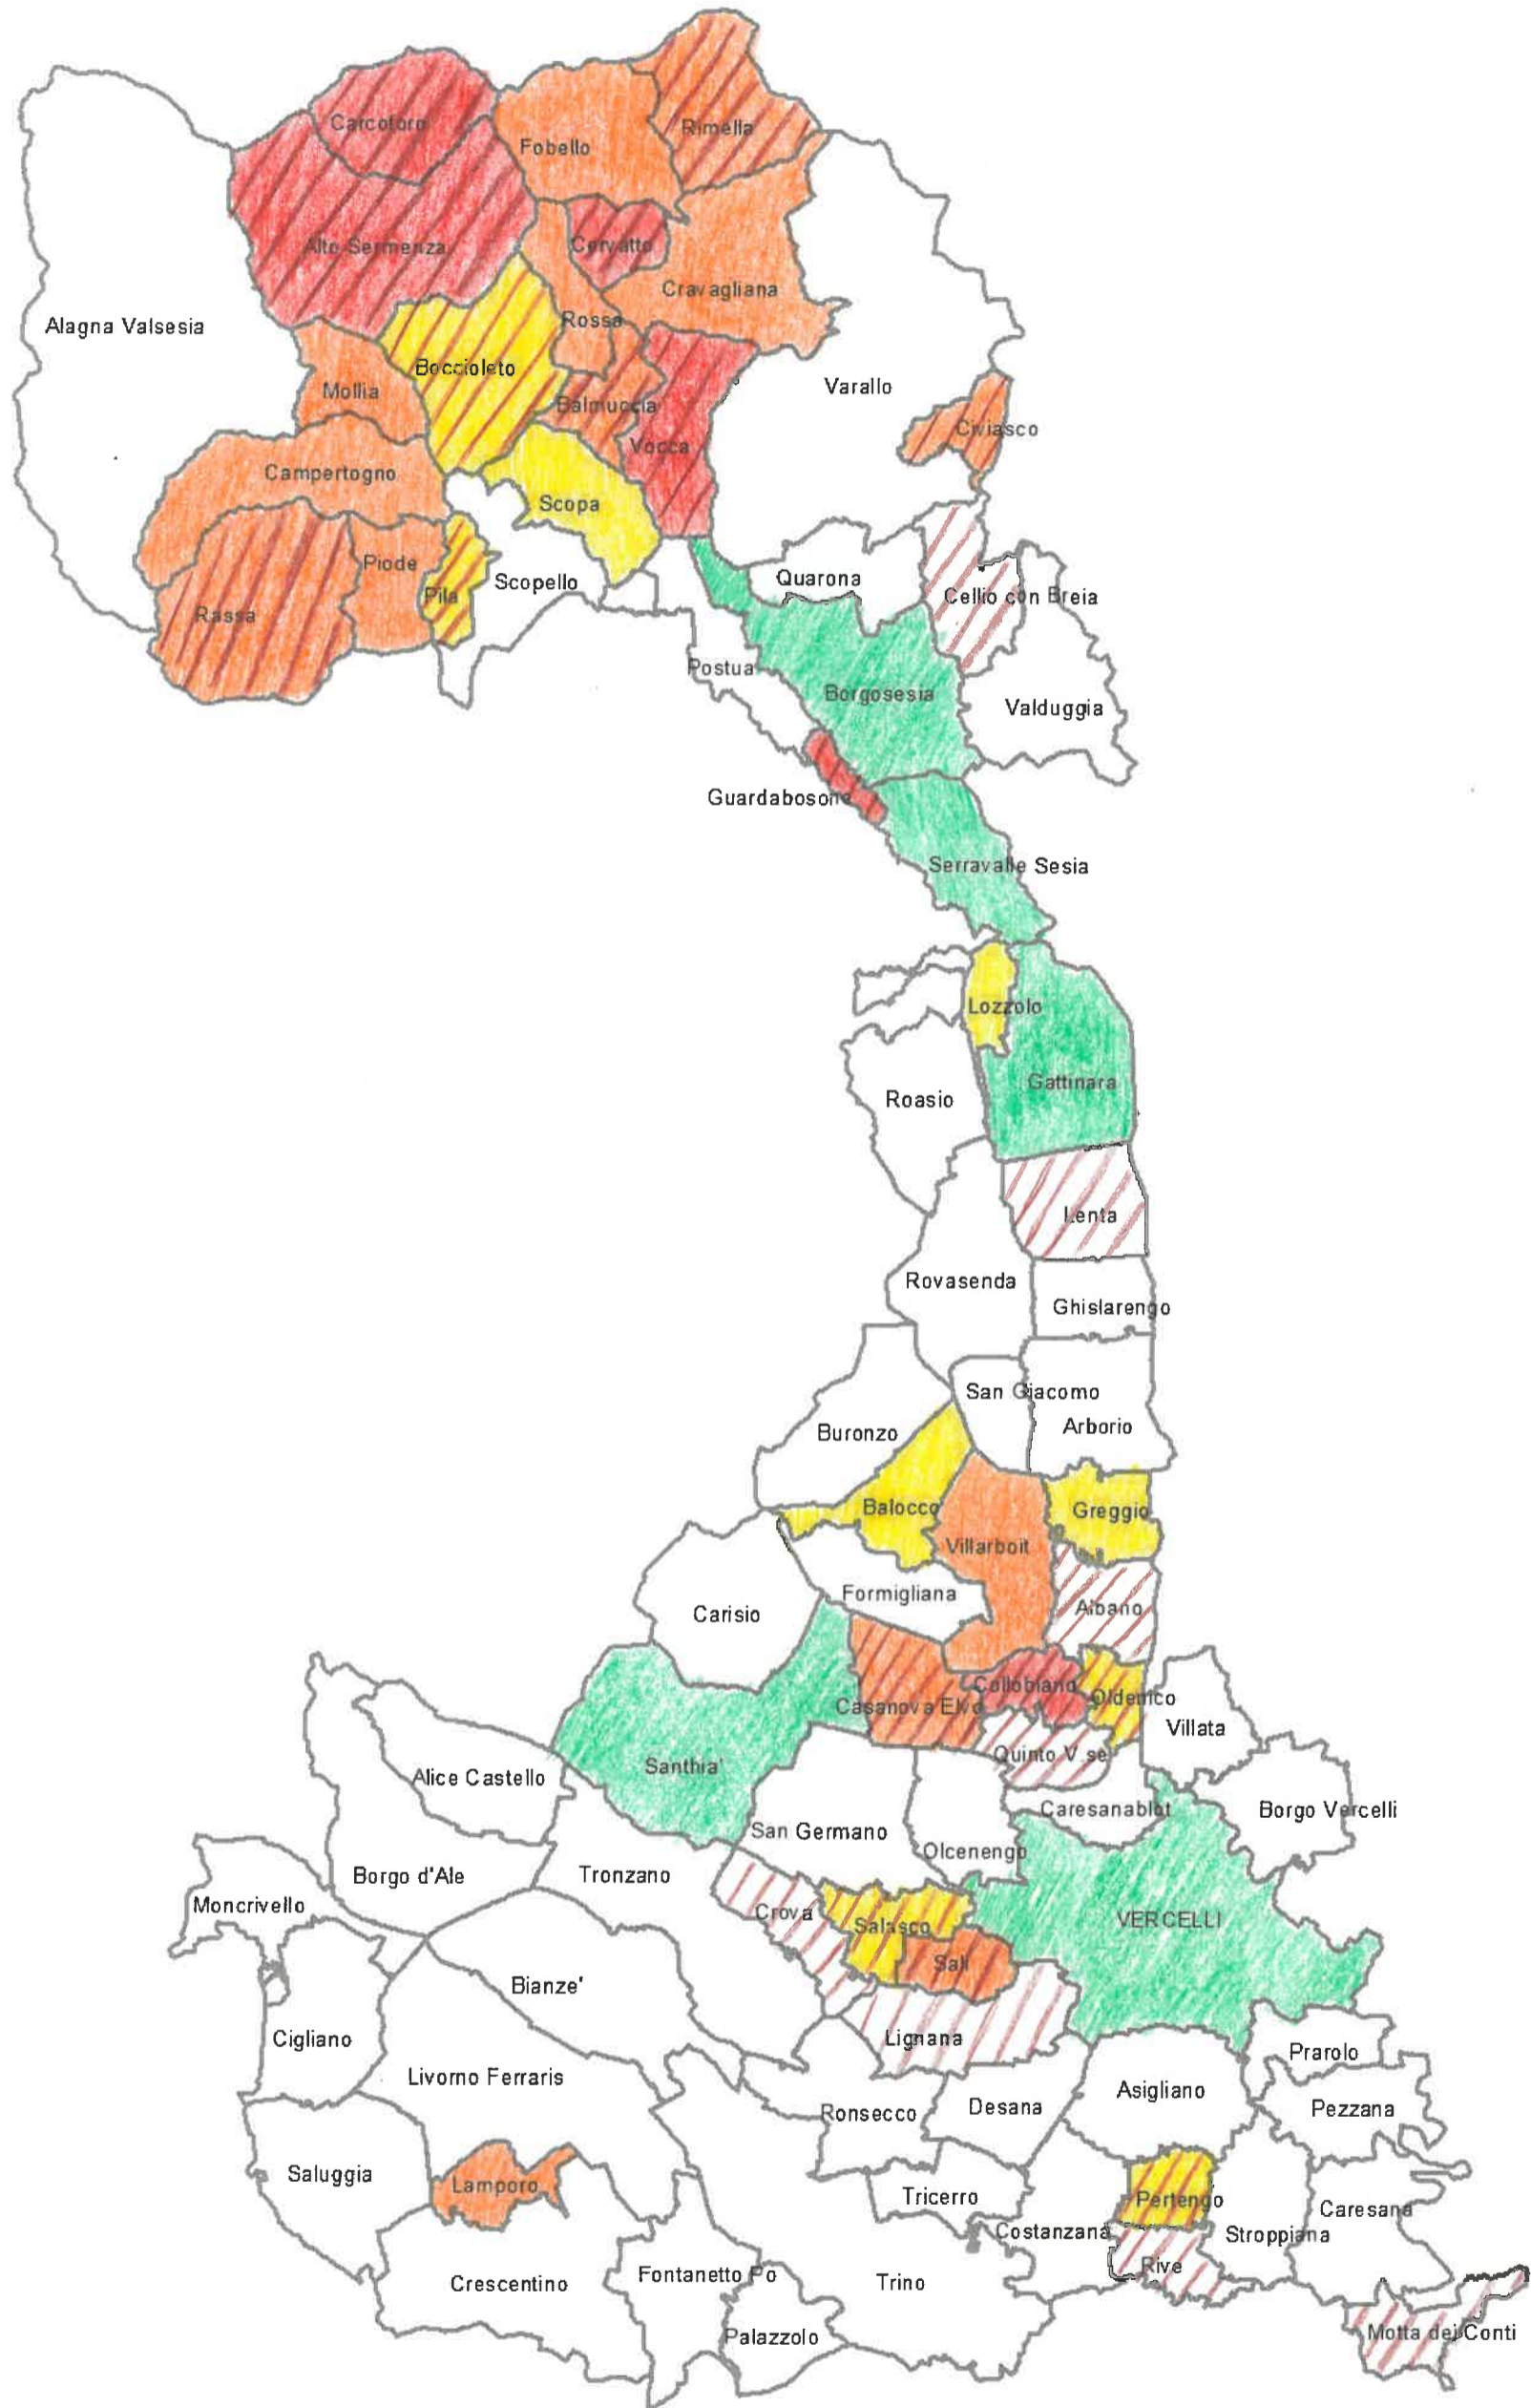 Carcoforo
Fobello
Rimella
Alto Sermenza
Cervatto
Cravagliana
Alagna Valsesia
Rossa
Boccioleto
Mollia
Varallo
Balmuccia
Civiasco
Vocca
Campertogno
Scopa
Piode
Scopello
Quarona
Pila
Cellio con Breia
Rassa
Postua
Borgosesia
Valduggia
Guardabosone
Serravalle Sesia
Lozzolo
Gattinara
Roasio
Lenta
Rovasenda
Ghislarengo
San Giacomo
Arborio
Buronzo
Balocco
Greggio
Villarboit
Formigliana
Albano
Carisio
Collobiano
Oldenico
Casanova Elvo
Villata
Quinto V.se
Santhia'
Alice Castello
Caresanablot
Borgo Vercelli
San Germano
Olcenengo
Borgo d'Ale
Tronzano
Moncrivello
Crova
Salasco
VERCELLI
Sali
Bianze'
Cigliano
Lignana
Prarolo
Livorno Ferraris
Asigliano
Ronsecco
Desana
Pezzana
Saluggia
Lamporo
Tricerro
Pertengo
Caresana
Costanzana
Stroppiana
Rive
Crescentino
Fontanetto Po
Trino
Palazzolo
Motta dei Conti